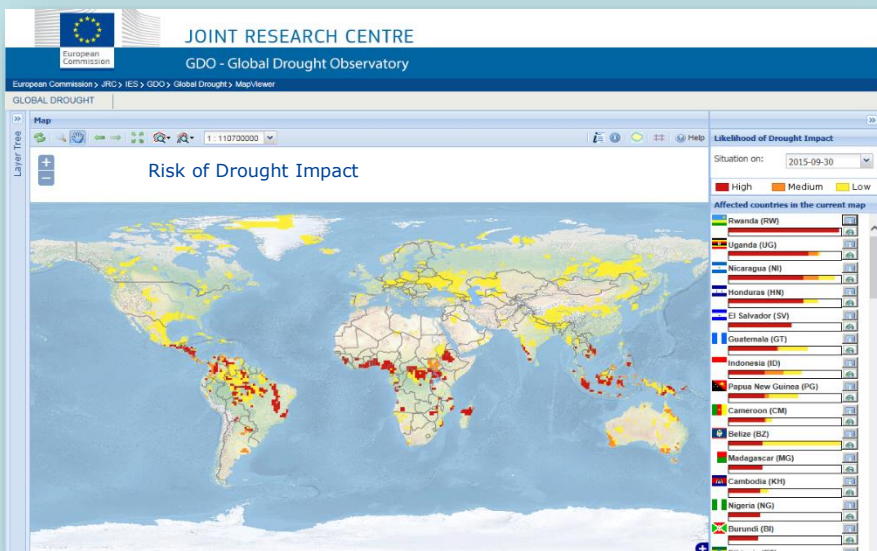 European
Commission
JOINT RESEARCH CENTRE
GDO - Global Drought Observatory
European Commission > JRC > IES > GDO > Global Drought > MapViewer
GLOBAL DROUGHT
Layer Tree
Map
1 : 110700000
Help
Risk of Drought Impact
Likelihood of Drought Impact
Situation on: 2015-09-30
High Medium Low
Affected countries in the current map
Rwanda (RW)
Uganda (UG)
Nicaragua (NI)
Honduras (HN)
El Salvador (SV)
Guatemala (GT)
Indonesia (ID)
Papua New Guinea (PG)
Cameroon (CM)
Belize (BZ)
Madagascar (MG)
Cambodia (KH)
Nigeria (NG)
Burundi (BI)